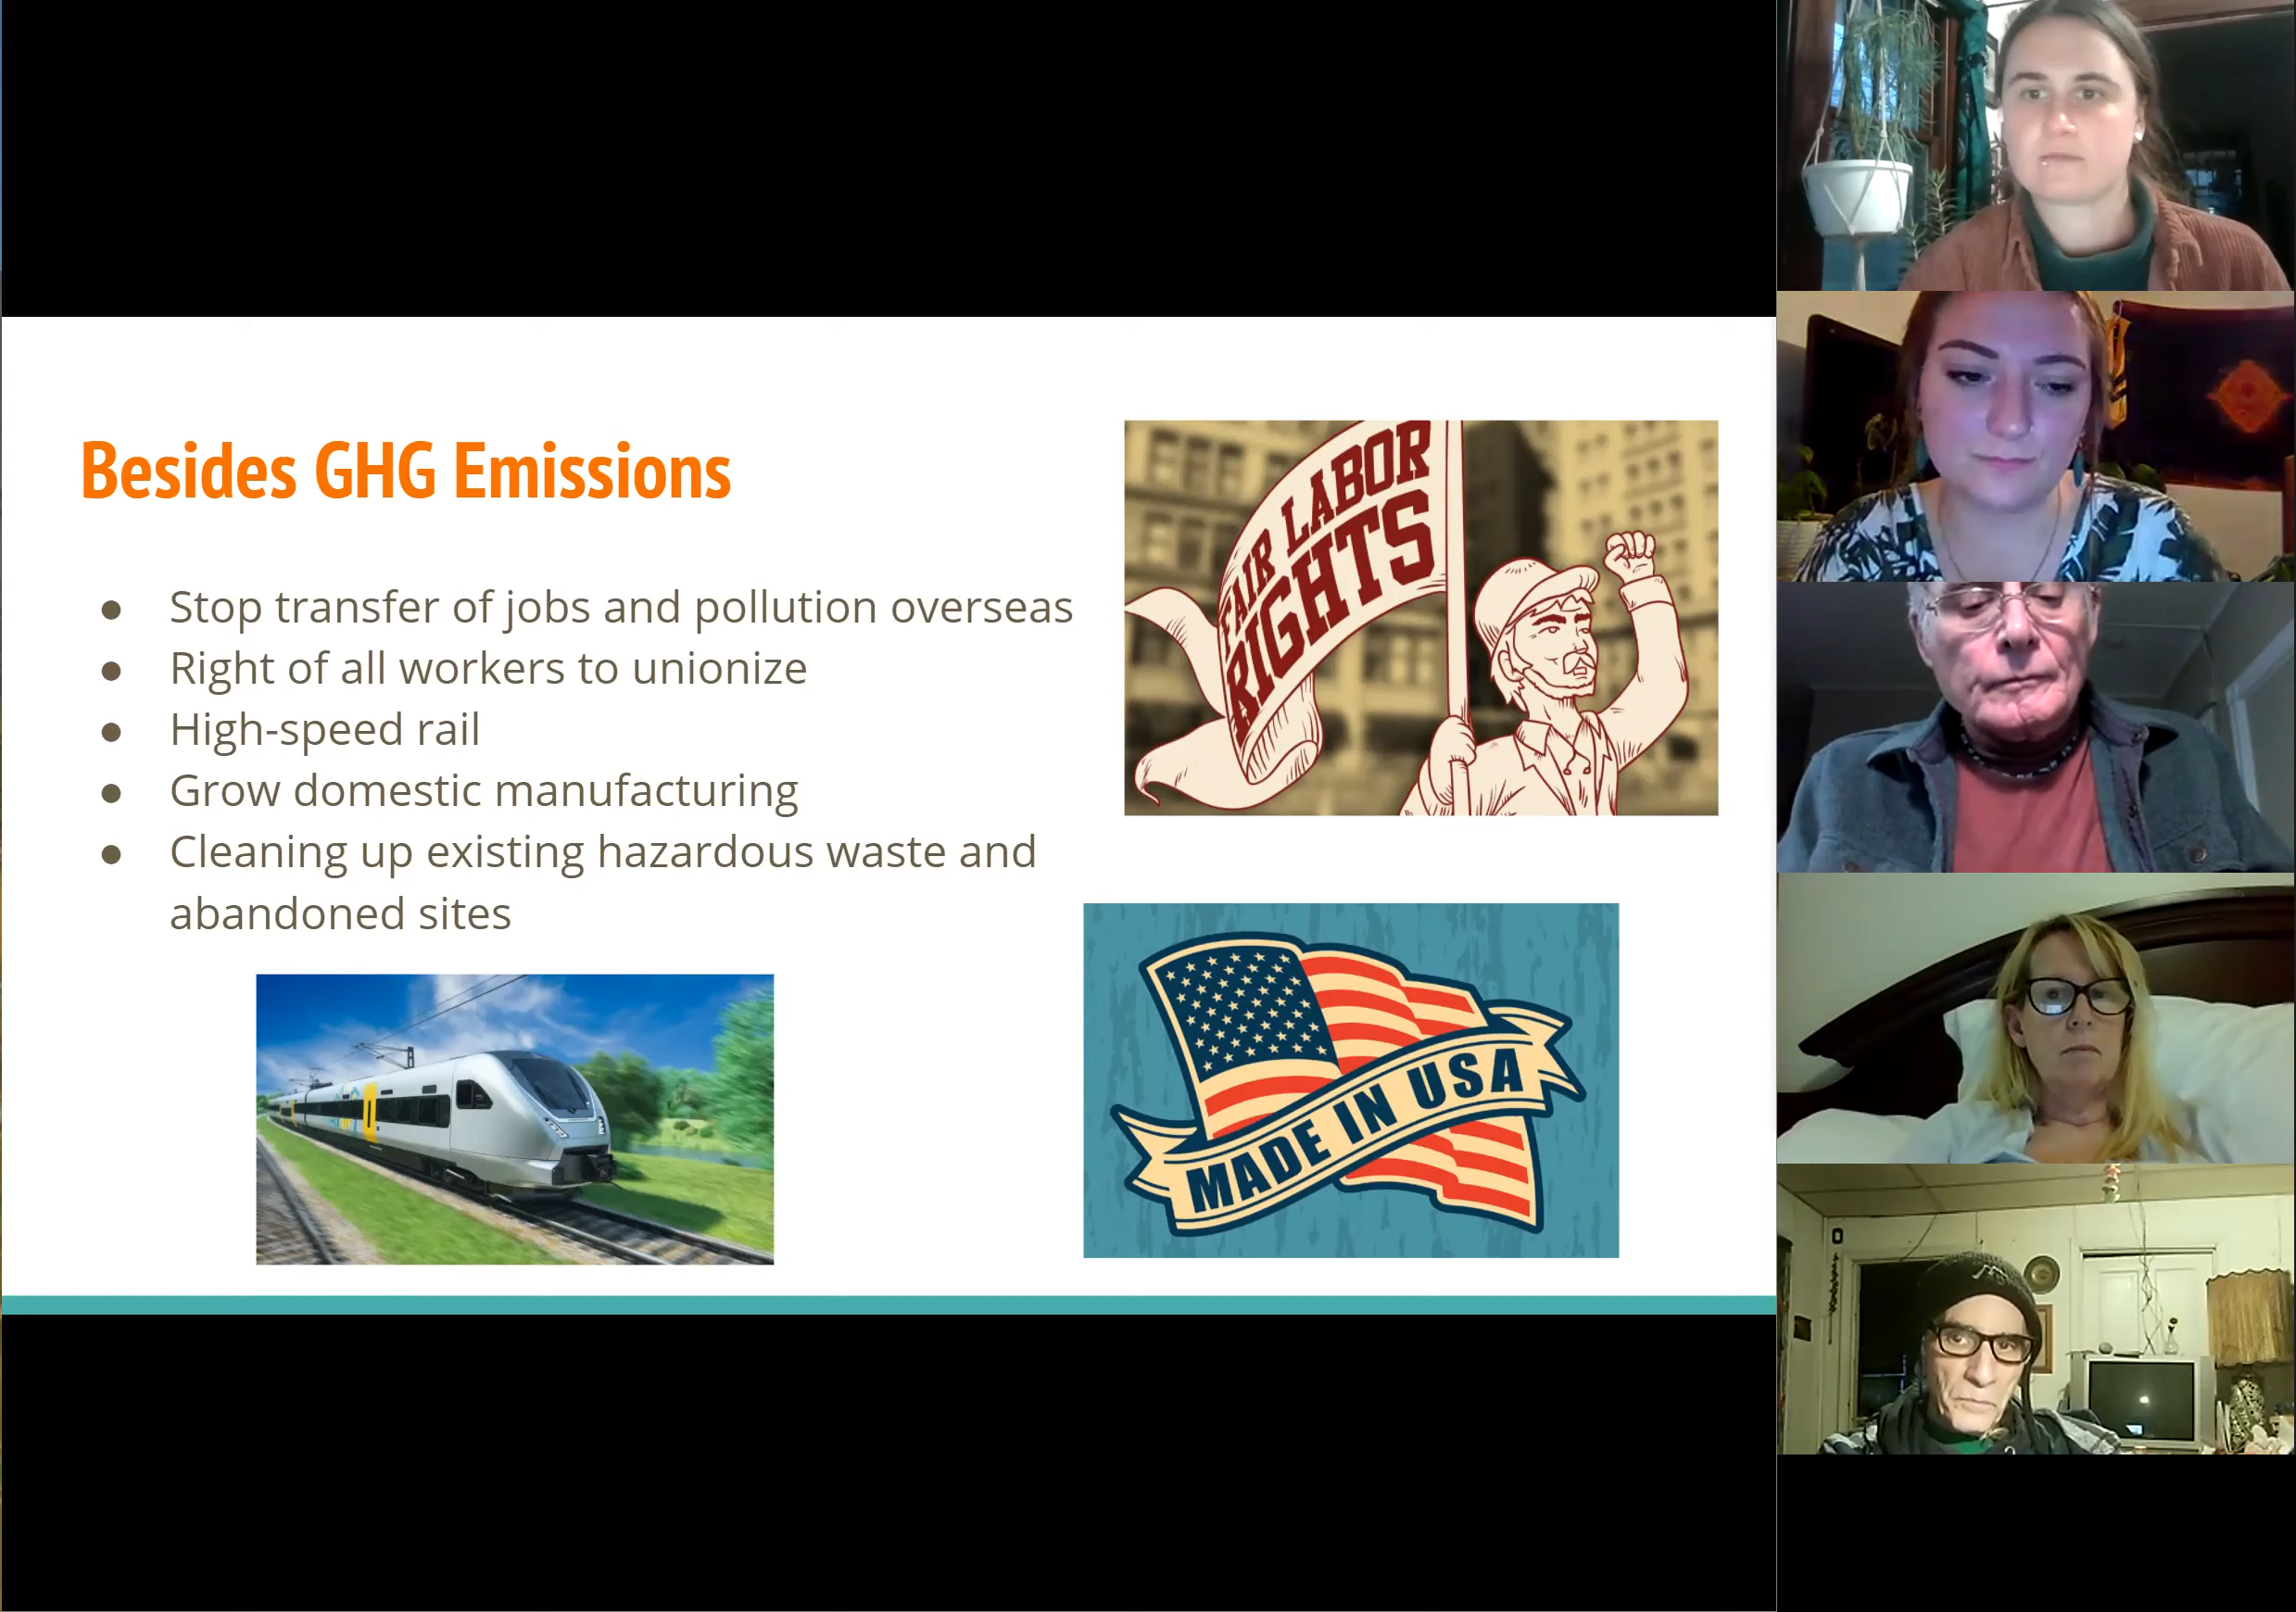 Besides GHG Emissions
● Stop transfer of jobs and pollution overseas
● Right of all workers to unionize
● High-speed rail
● Grow domestic manufacturing
● Cleaning up existing hazardous waste and
abandoned sites
FAIR LABOR
RIGHTS
MADE IN USA